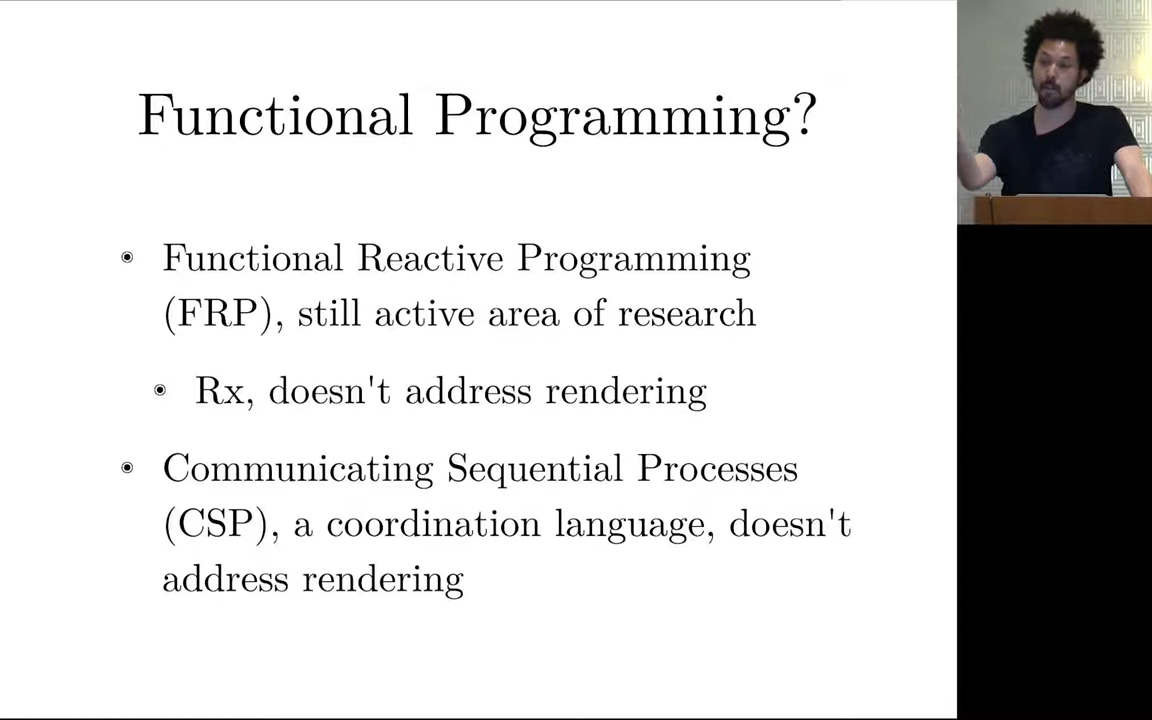 Functional Programming?
Functional Reactive Programming
(FRP), still active area of research
Rx, doesn't address rendering
Communicating Sequential Processes
(CSP), a coordination language, doesn't
address rendering